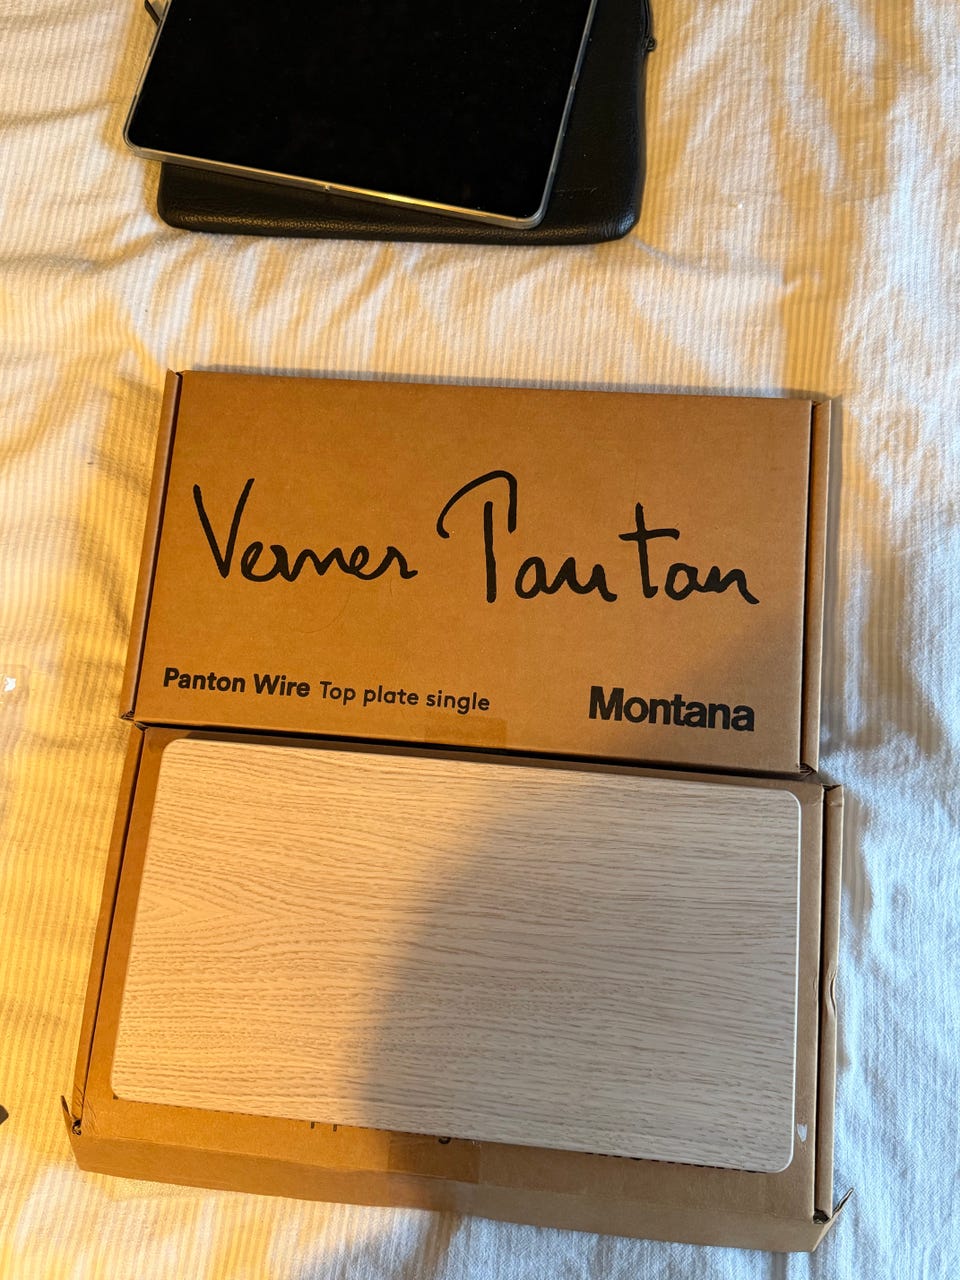 Verner Panton
Panton Wire Top plate single
Montana